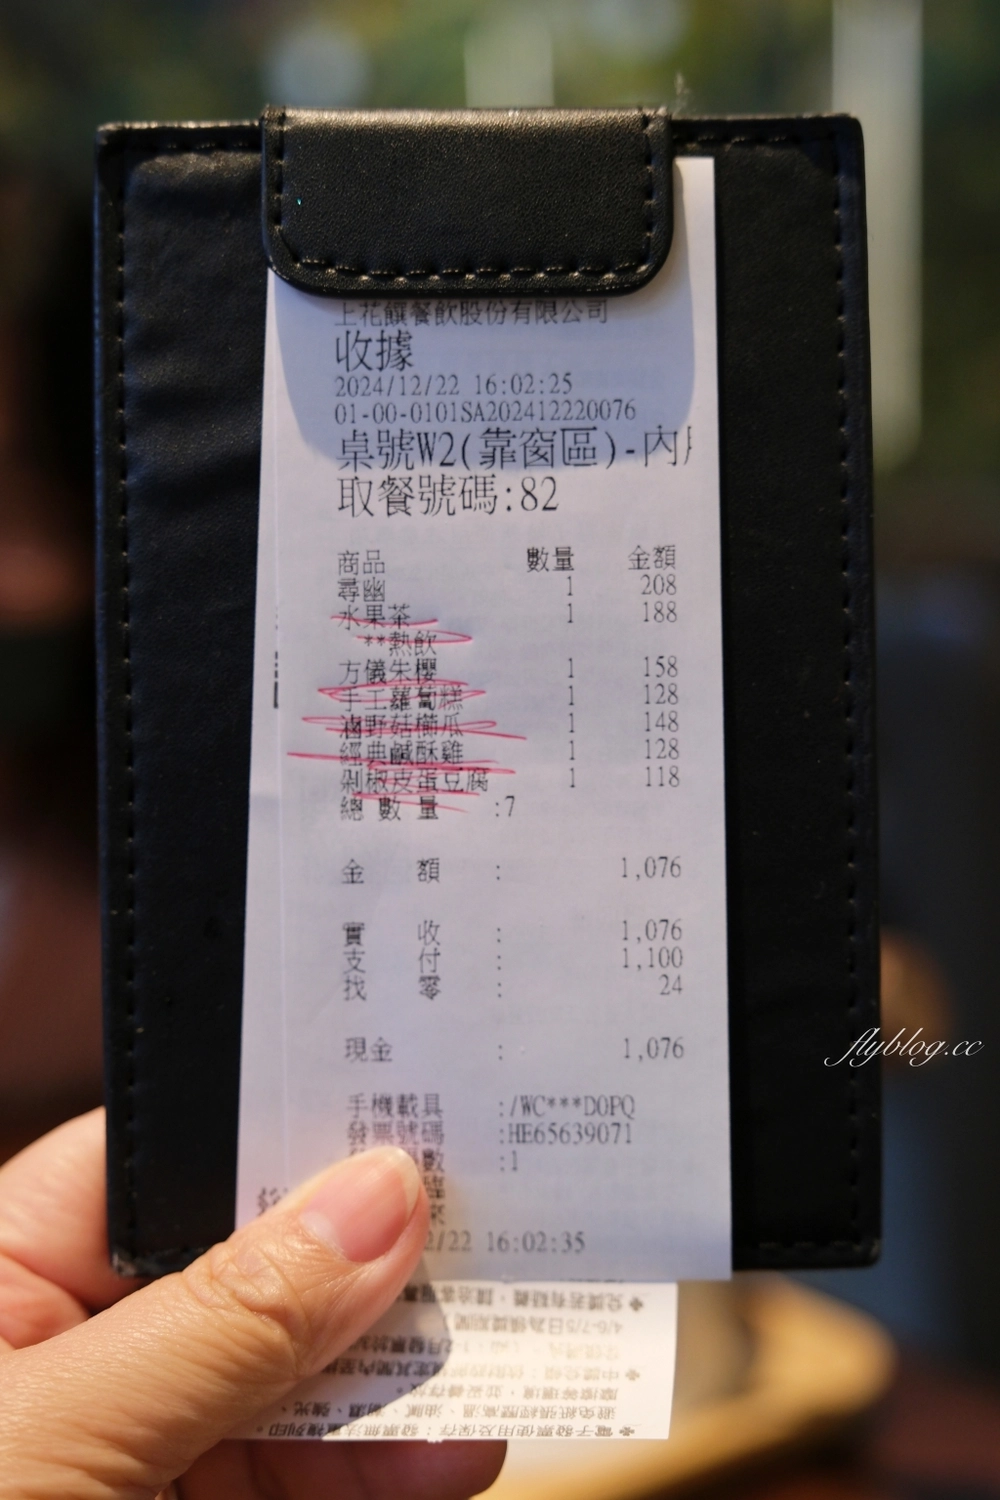 上花饌餐飲股份有限公司
收據
2024/12/22 16:02:25
01-00-0101SA202412220076
桌號W2(靠窗區)-內
取餐號碼:82
商品 數量 金額
尋幽 1 208
水果茶 1 188
**熱飲
方儀朱櫻 1 158
手工蘿蔔糕 1 128
滷野菇櫛瓜 1 148
經典鹹酥雞 1 128
剁椒皮蛋豆腐 1 118
總數量 :7
金額 : 1,076
實收 : 1,076
支付 : 1,100
找零 : 24
現金 : 1,076
手機載具 :/WC***D0PQ
發票號碼 :HE65639071
數 :1
2/22 16:02:35
flyblog.cc